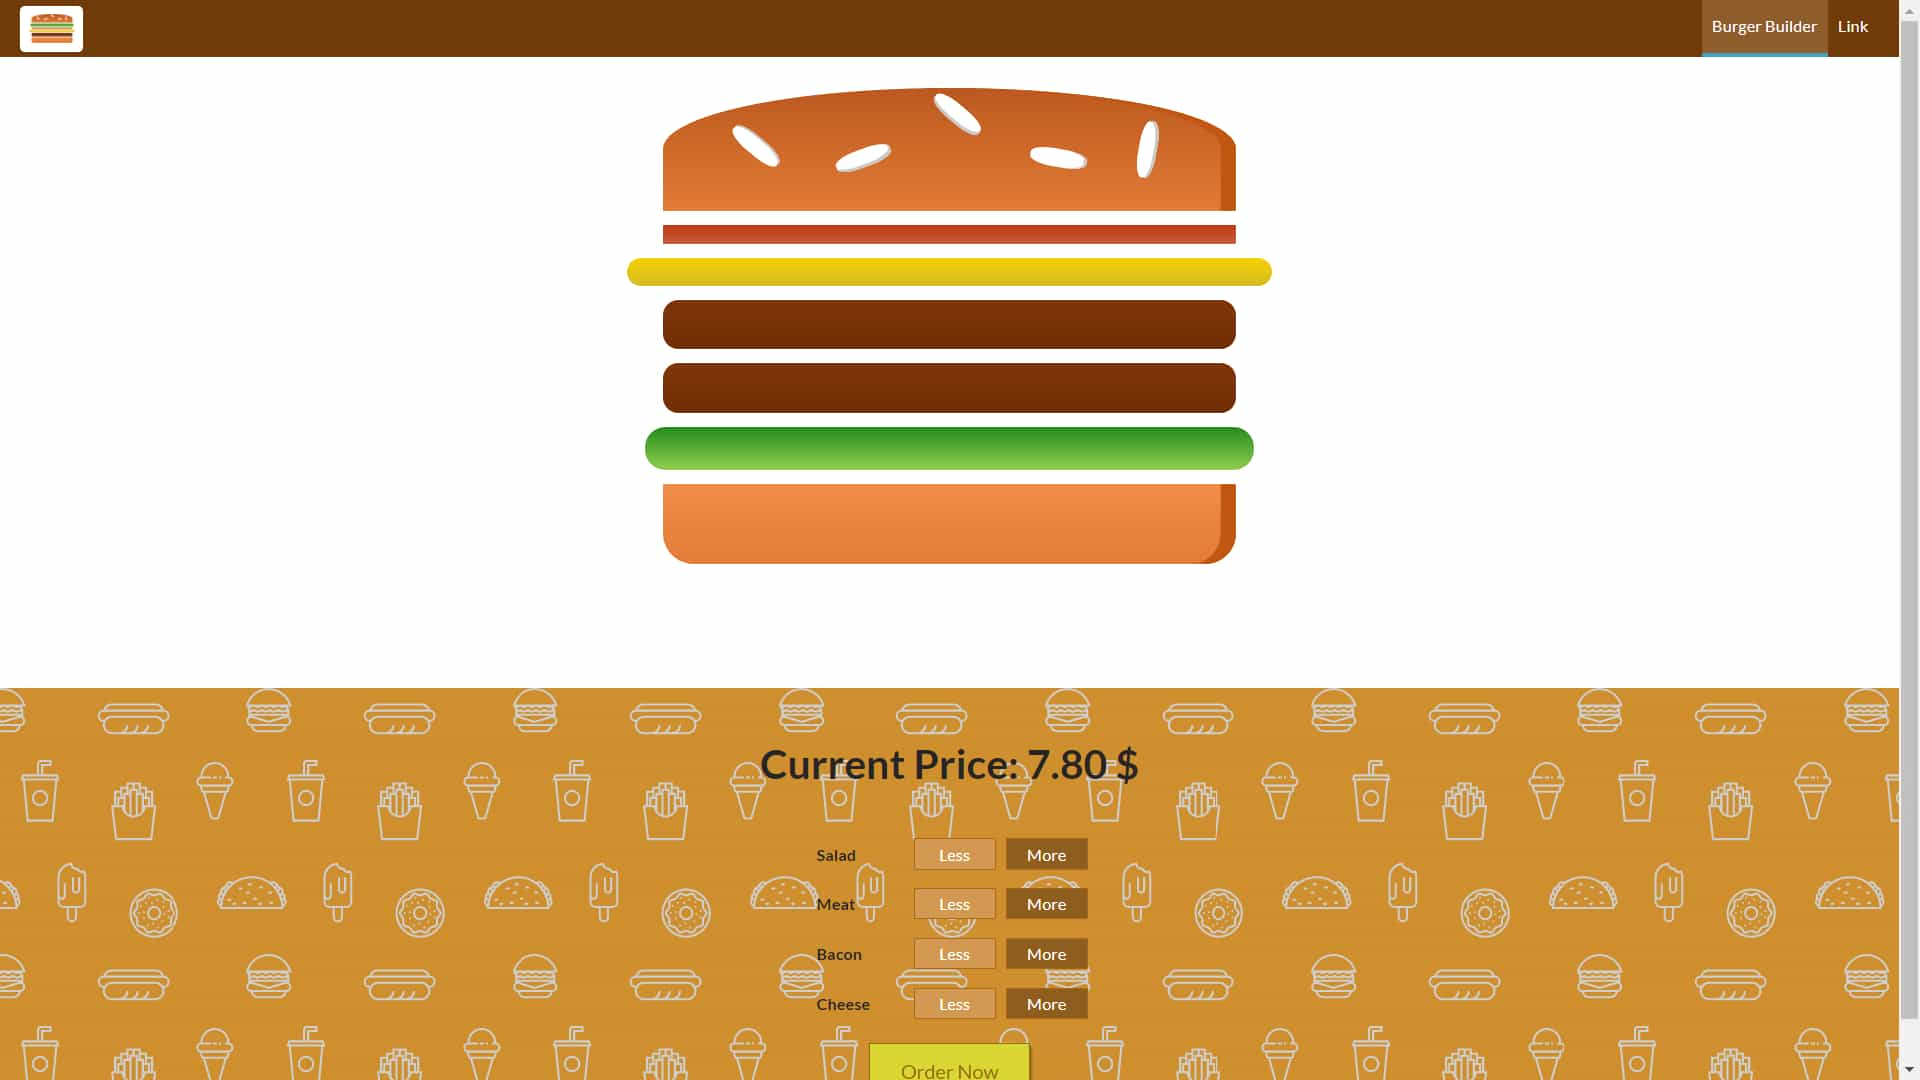 Burger Builder Link
Current Price: 7.80 $
Salad Less More
Meat Less More
Bacon Less More
Cheese Less More
Order Now